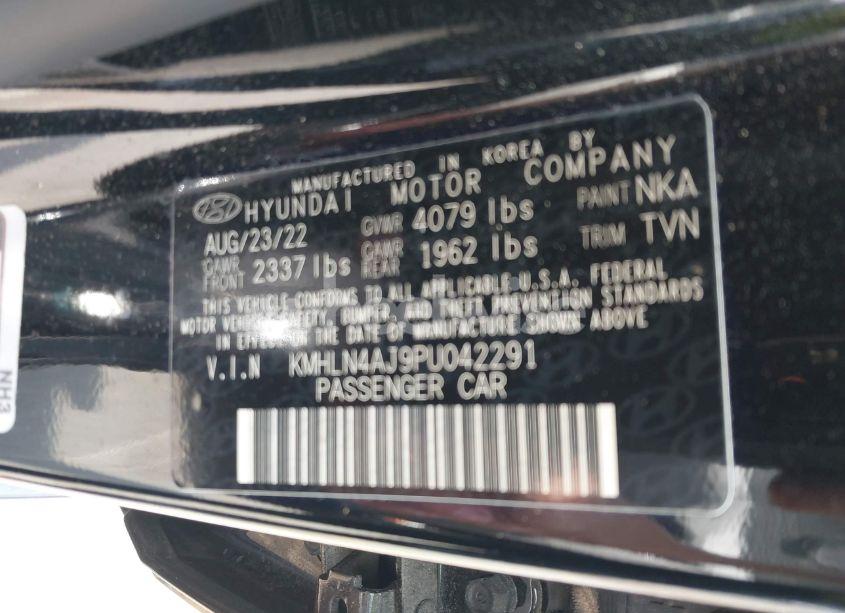 MANUFACTURED IN KOREA BY
HYUNDAI MOTOR COMPANY
AUG/23/22 GVWR 4079 lbs PAINT NKA
GAWR FRONT 2337 lbs GAWR REAR 1962 lbs TRIM TVN
THIS VEHICLE CONFORMS TO ALL APPLICABLE U.S.A. FEDERAL
MOTOR VEHICLE SAFETY, BUMPER, AND THEFT PREVENTION STANDARDS
IN EFFECT ON THE DATE OF MANUFACTURE SHOWN ABOVE
V.I.N KMHLN4AJ9PU042291
PASSENGER CAR
NH3